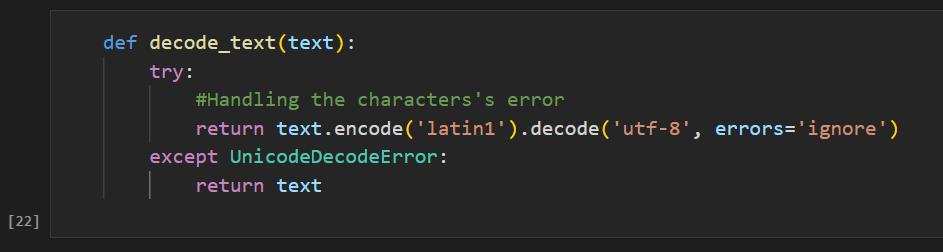 def decode_text(text):
    try:
        #Handling the characters's error
        return text.encode('latin1').decode('utf-8', errors='ignore')
    except UnicodeDecodeError:
        return text
[22]